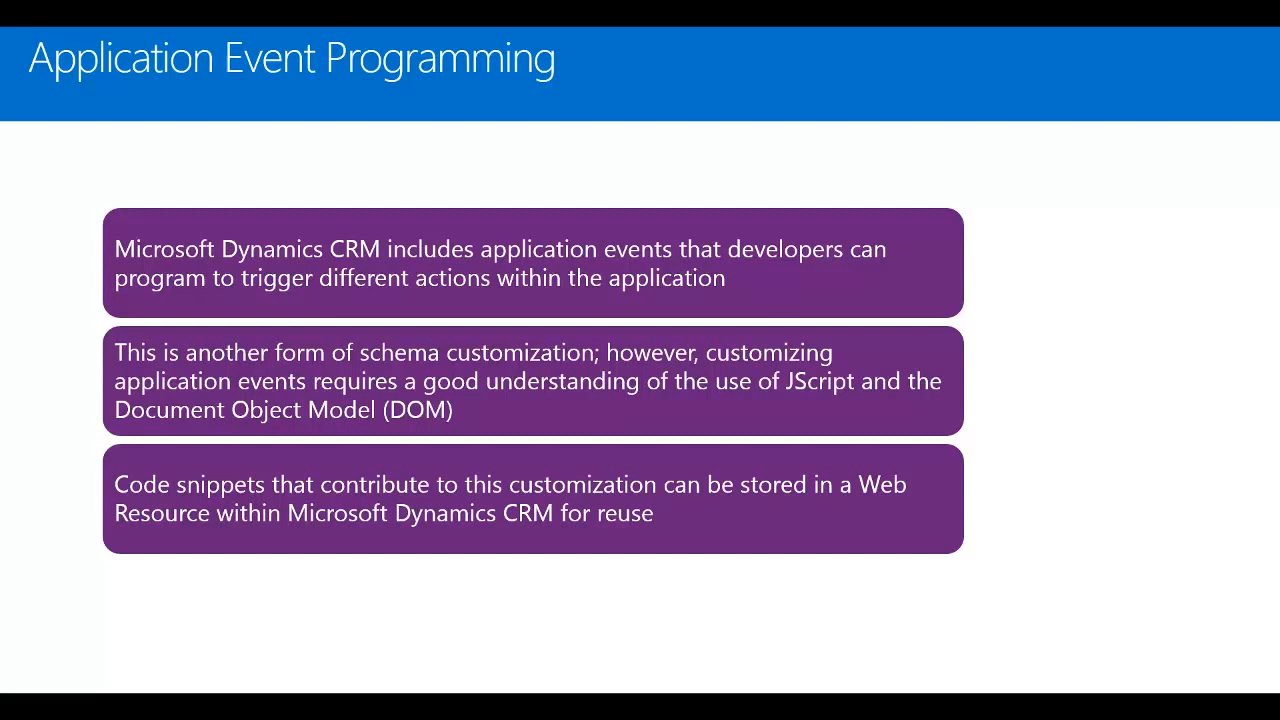 Application Event Programming
Microsoft Dynamics CRM includes application events that developers can
program to trigger different actions within the application
This is another form of schema customization; however, customizing
application events requires a good understanding of the use of JScript and the
Document Object Model (DOM)
Code snippets that contribute to this customization can be stored in a Web
Resource within Microsoft Dynamics CRM for reuse